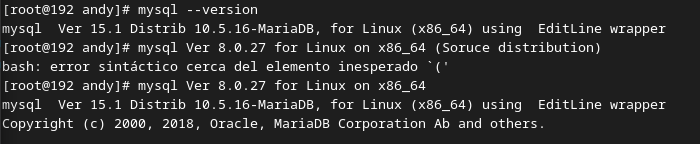 [root@192 andy]# mysql --version
mysql  Ver 15.1 Distrib 10.5.16-MariaDB, for Linux (x86_64) using  EditLine wrapper
[root@192 andy]# mysql Ver 8.0.27 for Linux on x86_64 (Soruce distribution)
bash: error sintáctico cerca del elemento inesperado `('
[root@192 andy]# mysql Ver 8.0.27 for Linux on x86_64
mysql  Ver 15.1 Distrib 10.5.16-MariaDB, for Linux (x86_64) using  EditLine wrapper
Copyright (c) 2000, 2018, Oracle, MariaDB Corporation Ab and others.